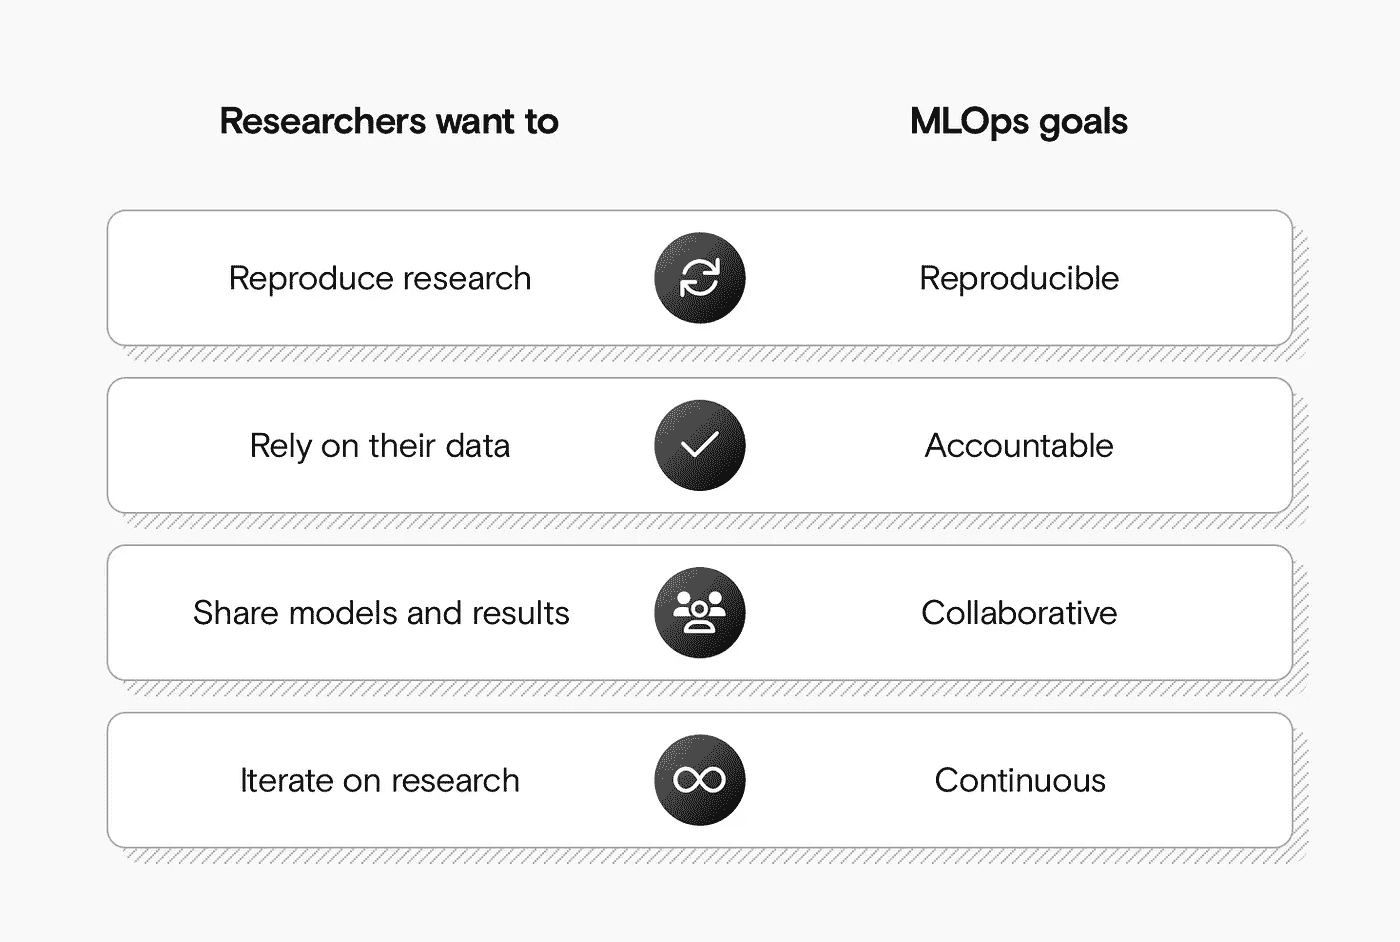 Researchers want to
MLOps goals
Reproduce research
Reproducible
Rely on their data
Accountable
Share models and results
Collaborative
Iterate on research
Continuous